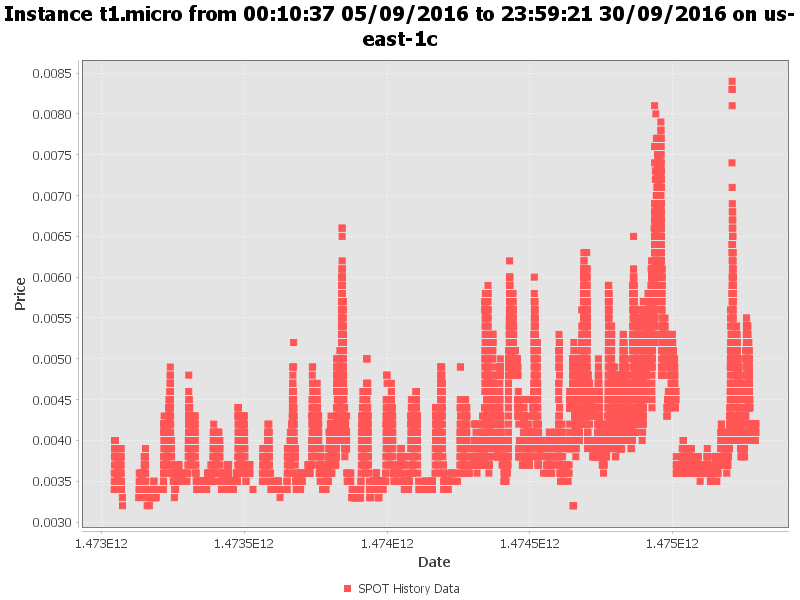 Instance t1.micro from 00:10:37 05/09/2016 to 23:59:21 30/09/2016 on us-
east-1c
0.0085
0.0080
0.0075
0.0070
0.0065
0.0060
0.0055
0.0050
0.0045
0.0040
0.0035
0.0030
Price
1.473E12 1.4735E12 1.474E12 1.4745E12 1.475E12
Date
SPOT History Data